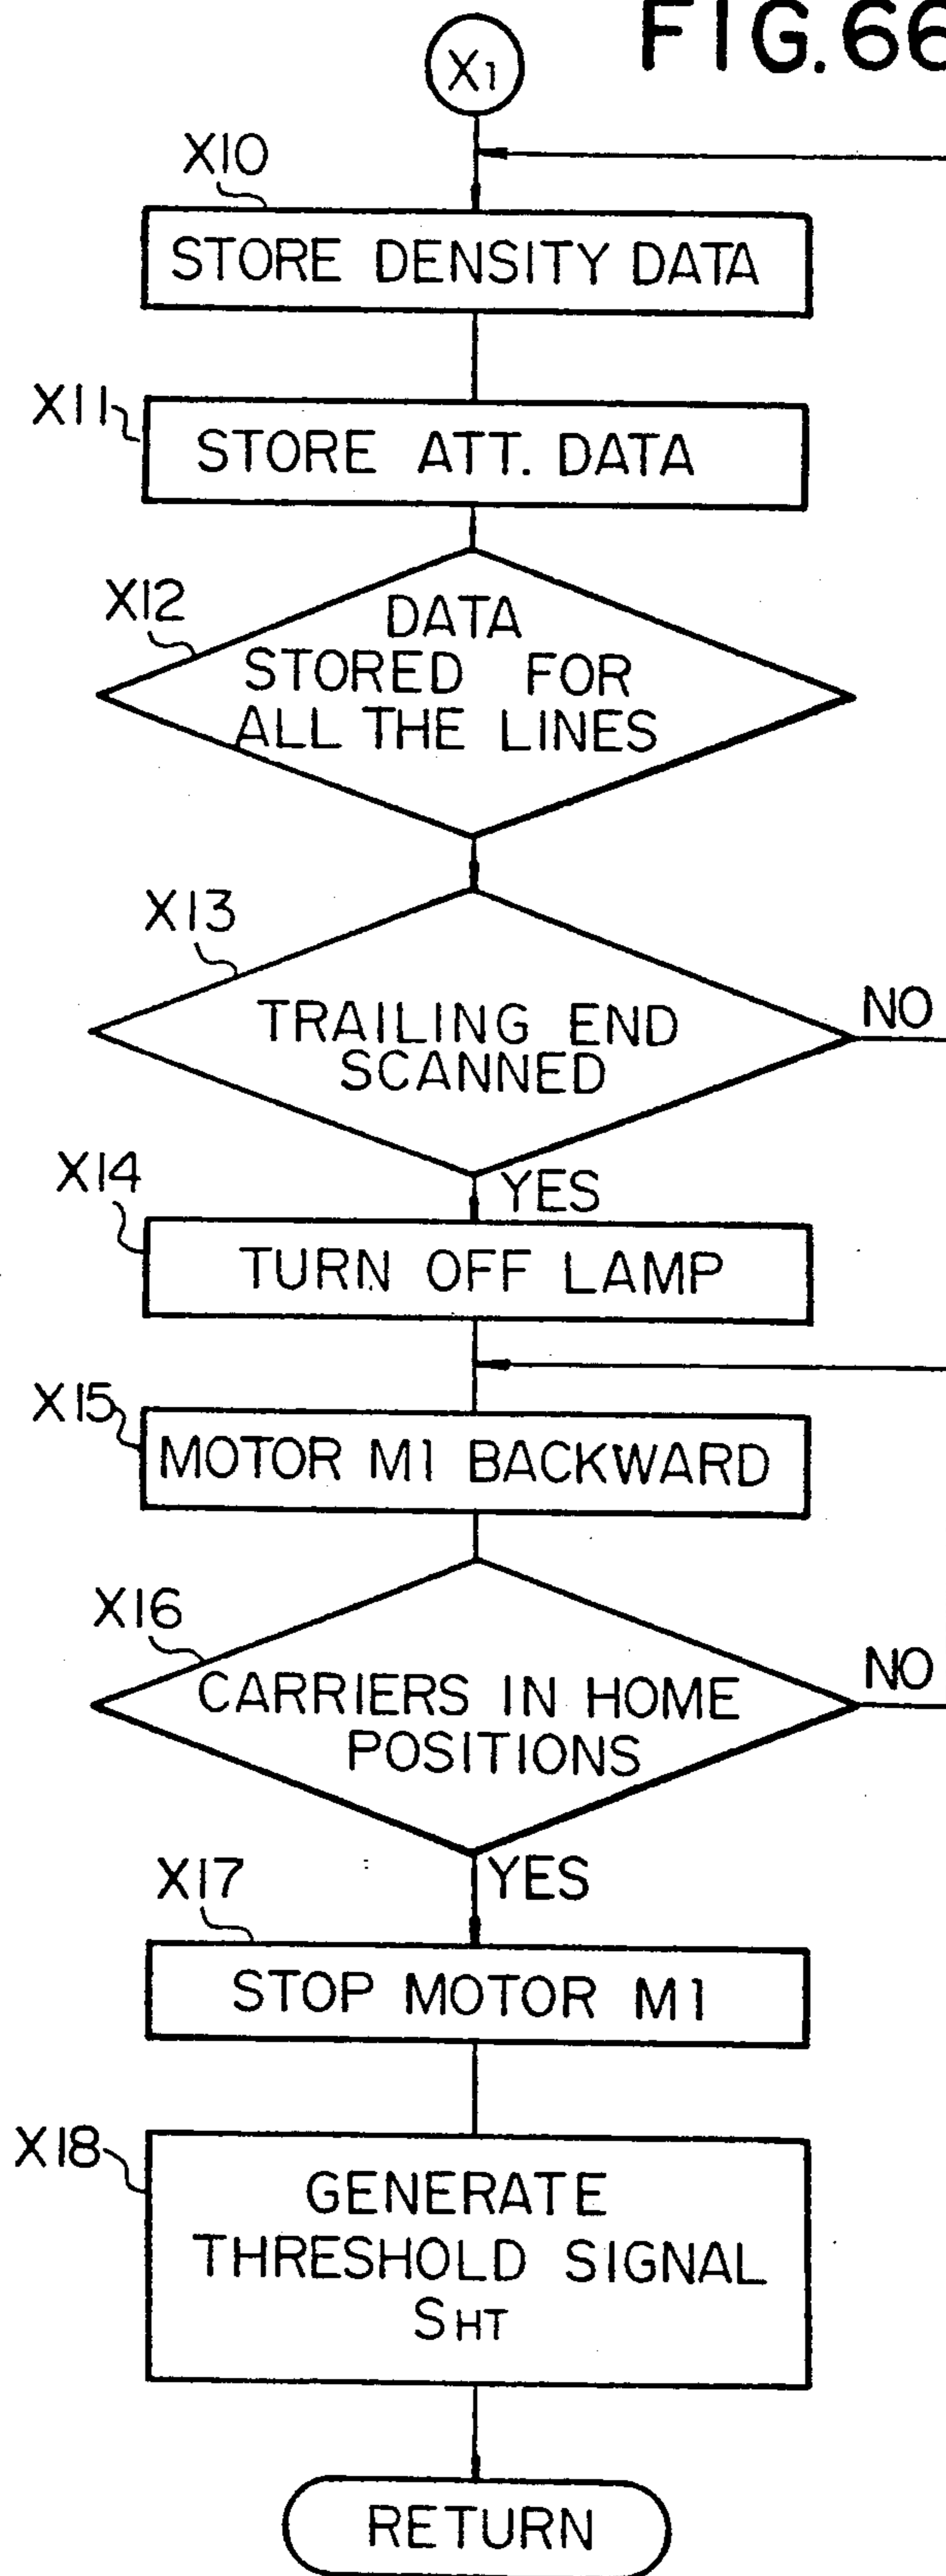 FIG.66
X1
X10
STORE DENSITY DATA
X11
STORE ATT. DATA
X12
DATA
STORED FOR
ALL THE LINES
X13
TRAILING END
SCANNED
NO
YES
X14
TURN OFF LAMP
X15
MOTOR M1 BACKWARD
X16
CARRIERS IN HOME
POSITIONS
NO
YES
X17
STOP MOTOR M1
X18
GENERATE
THRESHOLD SIGNAL
SHT
RETURN